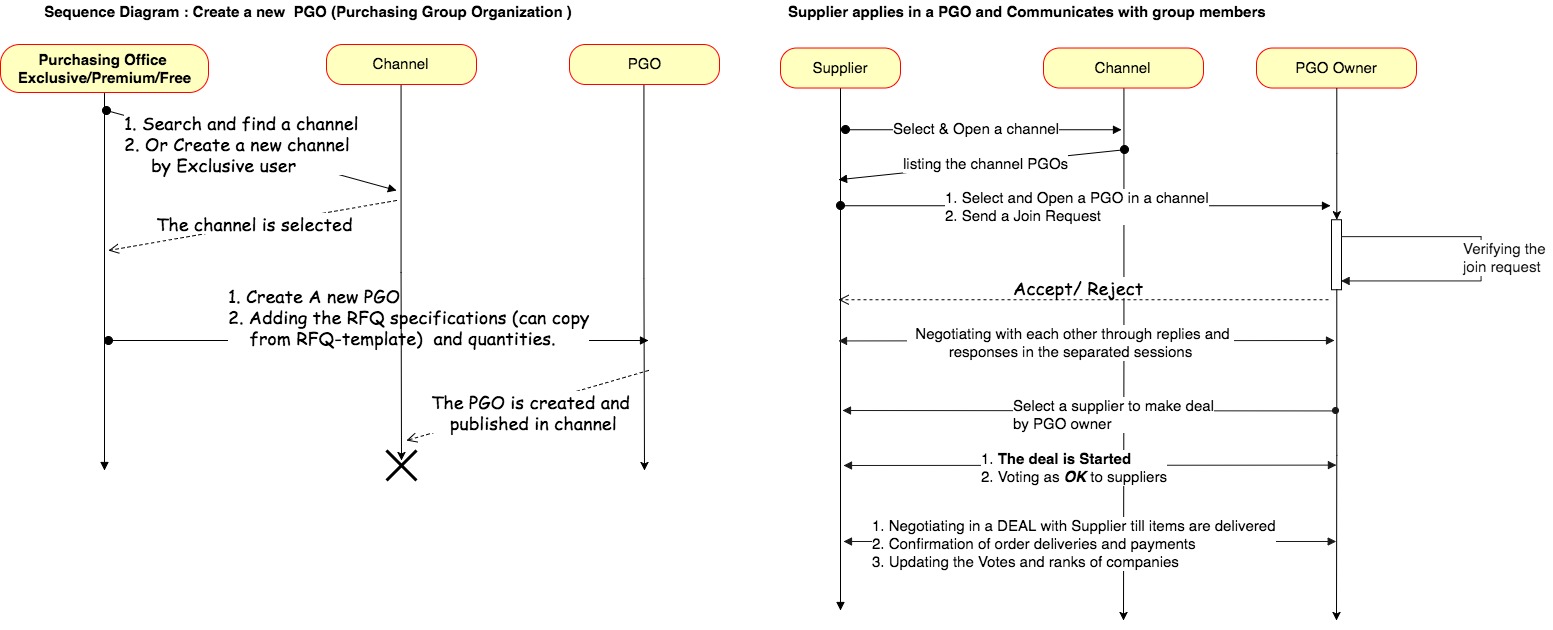 Sequence Diagram : Create a new PGO (Purchasing Group Organization )
Purchasing Office
Exclusive/Premium/Free
Channel
PGO
1. Search and find a channel
2. Or Create a new channel
by Exclusive user
The channel is selected
1. Create A new PGO
2. Adding the RFQ specifications (can copy
from RFQ-template) and quantities.
The PGO is created and
published in channel
Supplier applies in a PGO and Communicates with group members
Supplier
Channel
PGO Owner
Select & Open a channel
listing the channel PGOs
1. Select and Open a PGO in a channel
2. Send a Join Request
Verifying the
join request
Accept/ Reject
Negotiating with each other through replies and
responses in the separated sessions
Select a supplier to make deal
by PGO owner
1. The deal is Started
2. Voting as OK to suppliers
1. Negotiating in a DEAL with Supplier till items are delivered
2. Confirmation of order deliveries and payments
3. Updating the Votes and ranks of companies